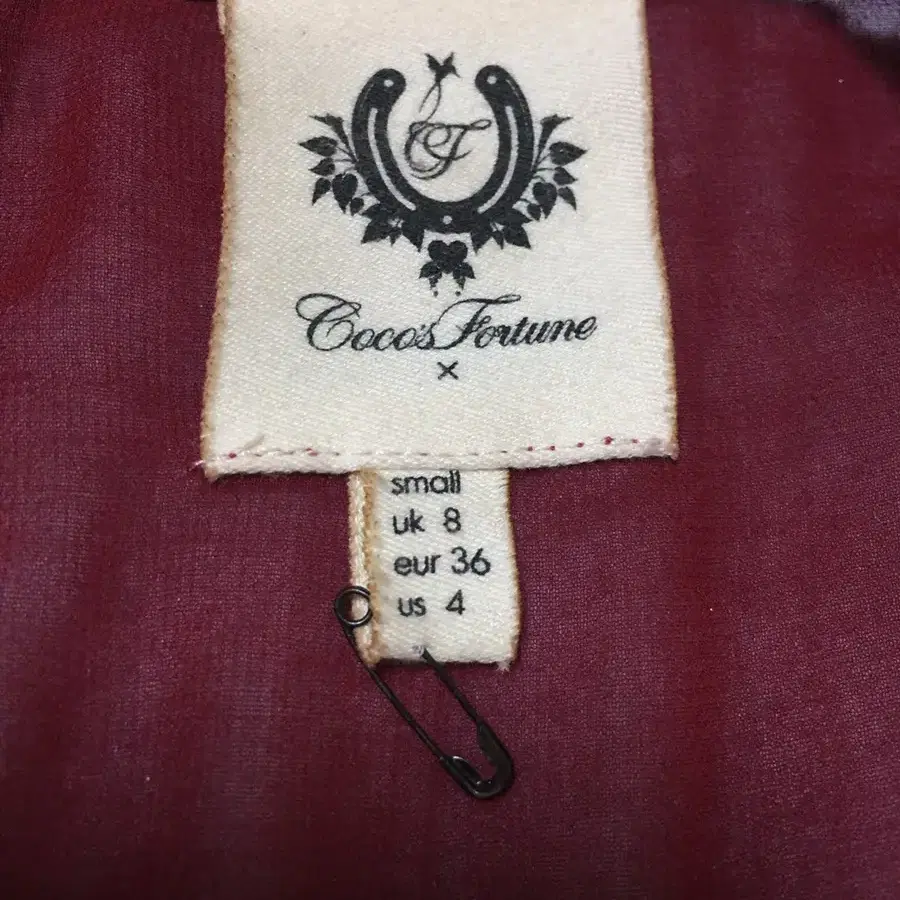 CF
Coco's Fortune
x
small
uk 8
eur 36
us 4